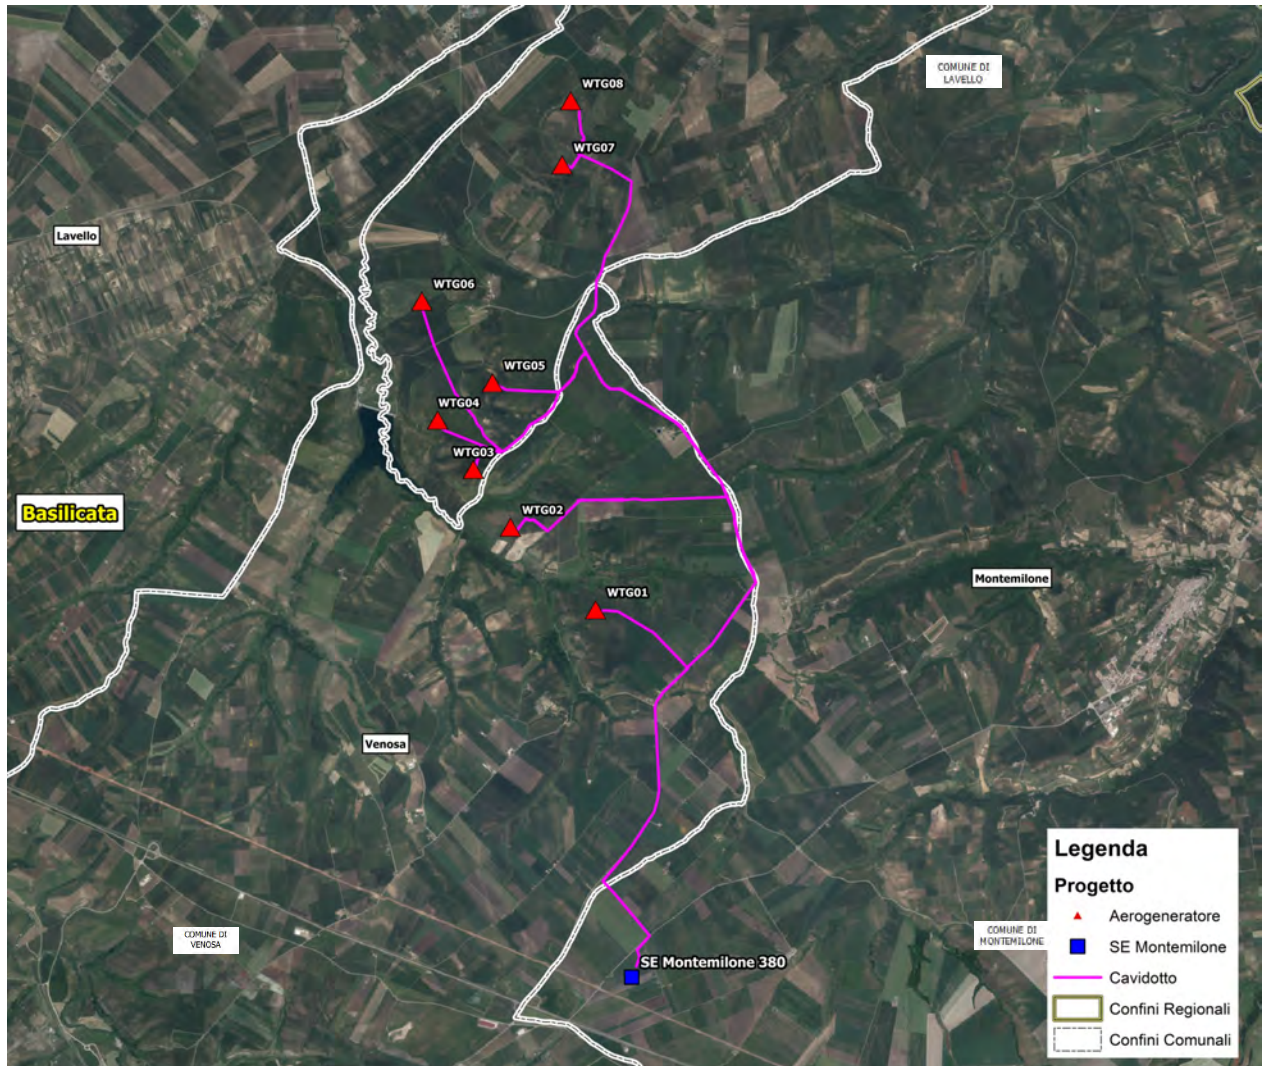 COMUNE DI
LAVELLO
WTG08
WTG07
Lavello
WTG06
WTG05
WTG04
WTG03
Basilicata
WTG02
Montemilone
WTG01
Venosa
COMUNE DI
VENOSA
COMUNE DI
MONTEMILONE
SE Montemilone 380
Legenda
Progetto
Aerogeneratore
SE Montemilone
Cavidotto
Confini Regionali
Confini Comunali